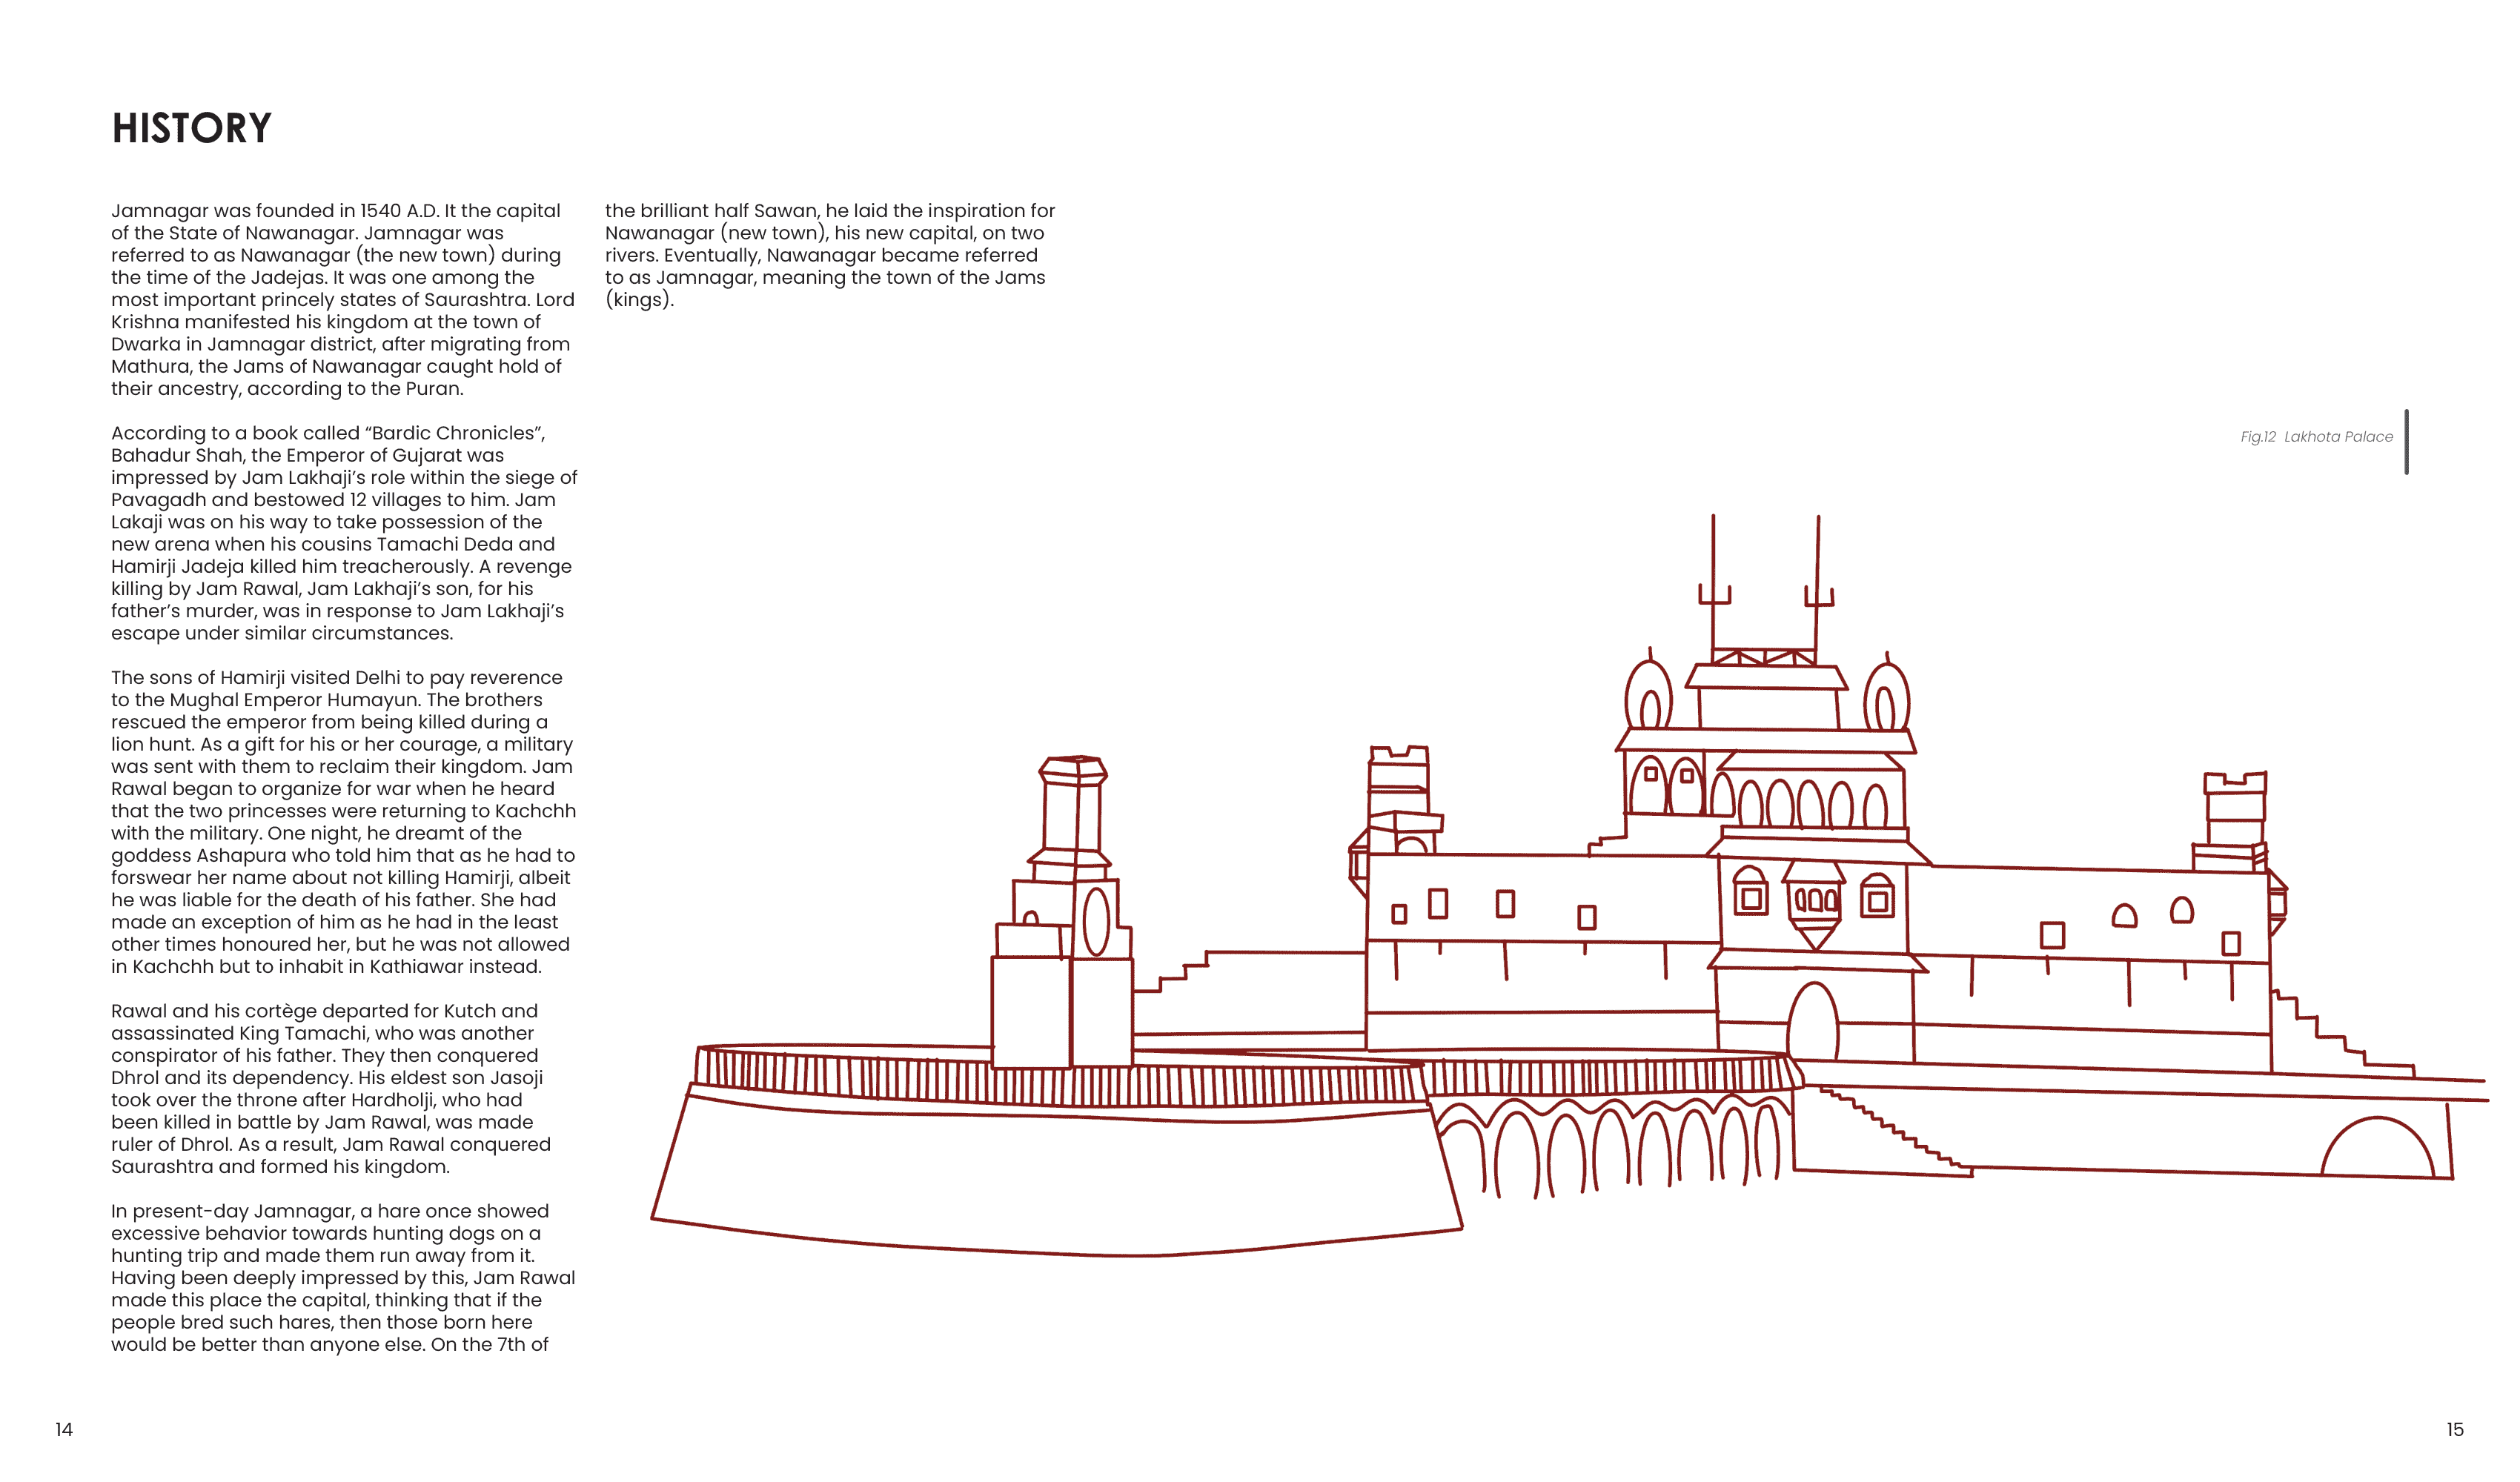 HISTORY
Jamnagar was founded in 1540 A.D. It the capital
of the State of Nawanagar. Jamnagar was
referred to as Nawanagar (the new town) during
the time of the Jadejas. It was one among the
most important princely states of Saurashtra. Lord
Krishna manifested his kingdom at the town of
Dwarka in Jamnagar district, after migrating from
Mathura, the Jams of Nawanagar caught hold of
their ancestry, according to the Puran.
According to a book called “Bardic Chronicles”,
Bahadur Shah, the Emperor of Gujarat was
impressed by Jam Lakhaji’s role within the siege of
Pavagadh and bestowed 12 villages to him. Jam
Lakaji was on his way to take possession of the
new arena when his cousins Tamachi Deda and
Hamirji Jadeja killed him treacherously. A revenge
killing by Jam Rawal, Jam Lakhaji’s son, for his
father’s murder, was in response to Jam Lakhaji’s
escape under similar circumstances.
The sons of Hamirji visited Delhi to pay reverence
to the Mughal Emperor Humayun. The brothers
rescued the emperor from being killed during a
lion hunt. As a gift for his or her courage, a military
was sent with them to reclaim their kingdom. Jam
Rawal began to organize for war when he heard
that the two princesses were returning to Kachchh
with the military. One night, he dreamt of the
goddess Ashapura who told him that as he had to
forswear her name about not killing Hamirji, albeit
he was liable for the death of his father. She had
made an exception of him as he had in the least
other times honoured her, but he was not allowed
in Kachchh but to inhabit in Kathiawar instead.
Rawal and his cortège departed for Kutch and
assassinated King Tamachi, who was another
conspirator of his father. They then conquered
Dhrol and its dependency. His eldest son Jasoji
took over the throne after Hardholji, who had
been killed in battle by Jam Rawal, was made
ruler of Dhrol. As a result, Jam Rawal conquered
Saurashtra and formed his kingdom.
In present-day Jamnagar, a hare once showed
excessive behavior towards hunting dogs on a
hunting trip and made them run away from it.
Having been deeply impressed by this, Jam Rawal
made this place the capital, thinking that if the
people bred such hares, then those born here
would be better than anyone else. On the 7th of
the brilliant half Sawan, he laid the inspiration for
Nawanagar (new town), his new capital, on two
rivers. Eventually, Nawanagar became referred
to as Jamnagar, meaning the town of the Jams
(kings).
Fig.12 Lakhota Palace
14
15